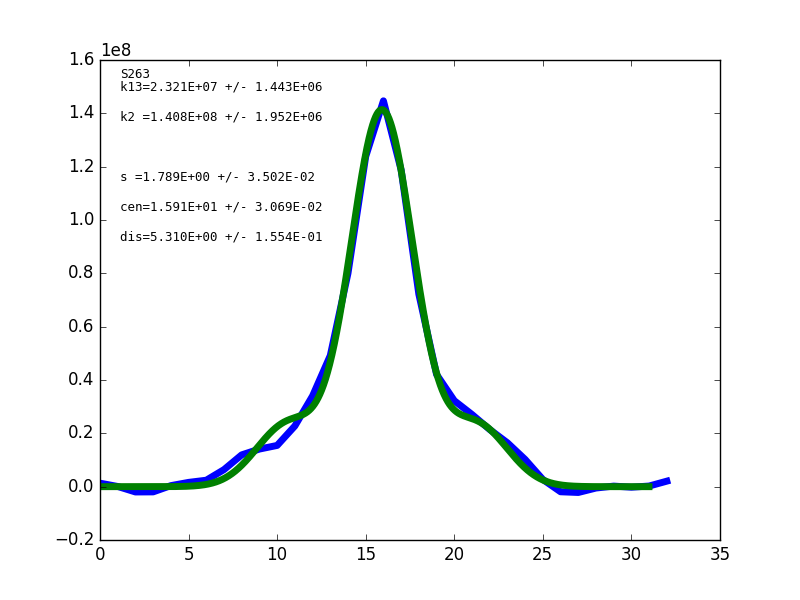 1e8
1.6
1.4
1.2
1.0
0.8
0.6
0.4
0.2
0.0
−0.2
S263
k13=2.321E+07 +/- 1.443E+06
k2 =1.408E+08 +/- 1.952E+06
s =1.789E+00 +/- 3.502E-02
cen=1.591E+01 +/- 3.069E-02
dis=5.310E+00 +/- 1.554E-01
0 5 10 15 20 25 30 35